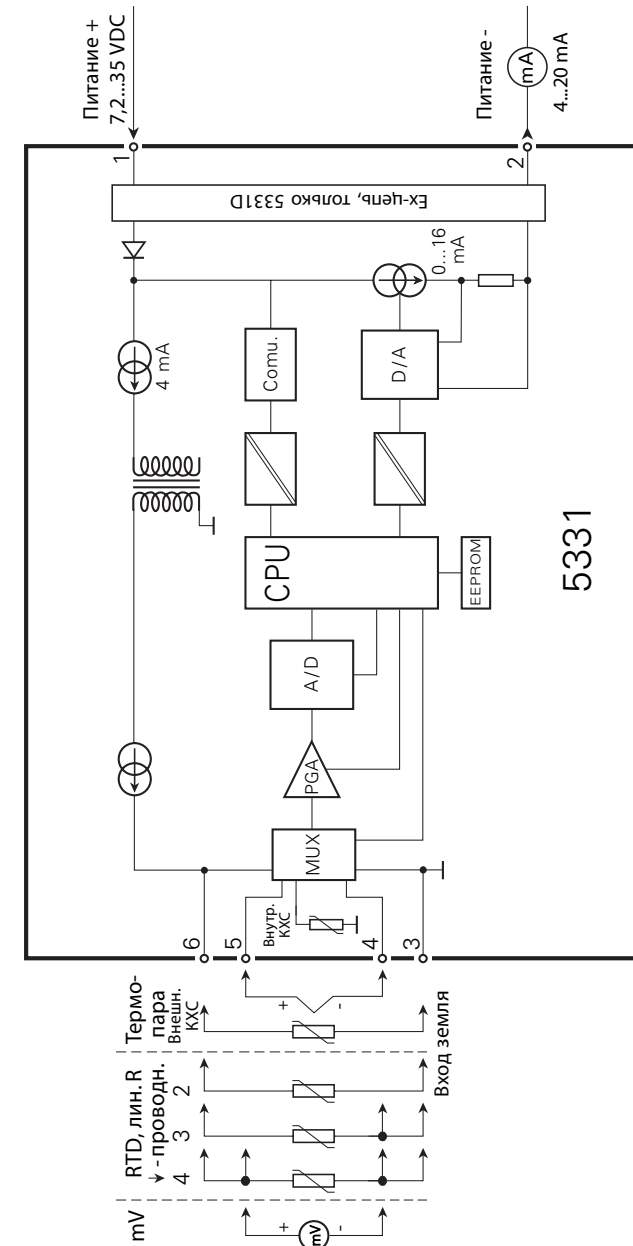 Питание +
7,2...35 VDC
Питание -
mA
4...20 mA
1
2
Ex-цепь, только 5331D
4 mA
0...16
mA
Comu.
D/A
CPU
EEPROM
5331
A/D
PGA
MUX
Внутр.
КХС
6
5
4
3
Термо-
пара
Внешн.
КХС
+
-
Вход земля
RTD, лин. R
- проводн.
2
3
4
mV
+
mV
-